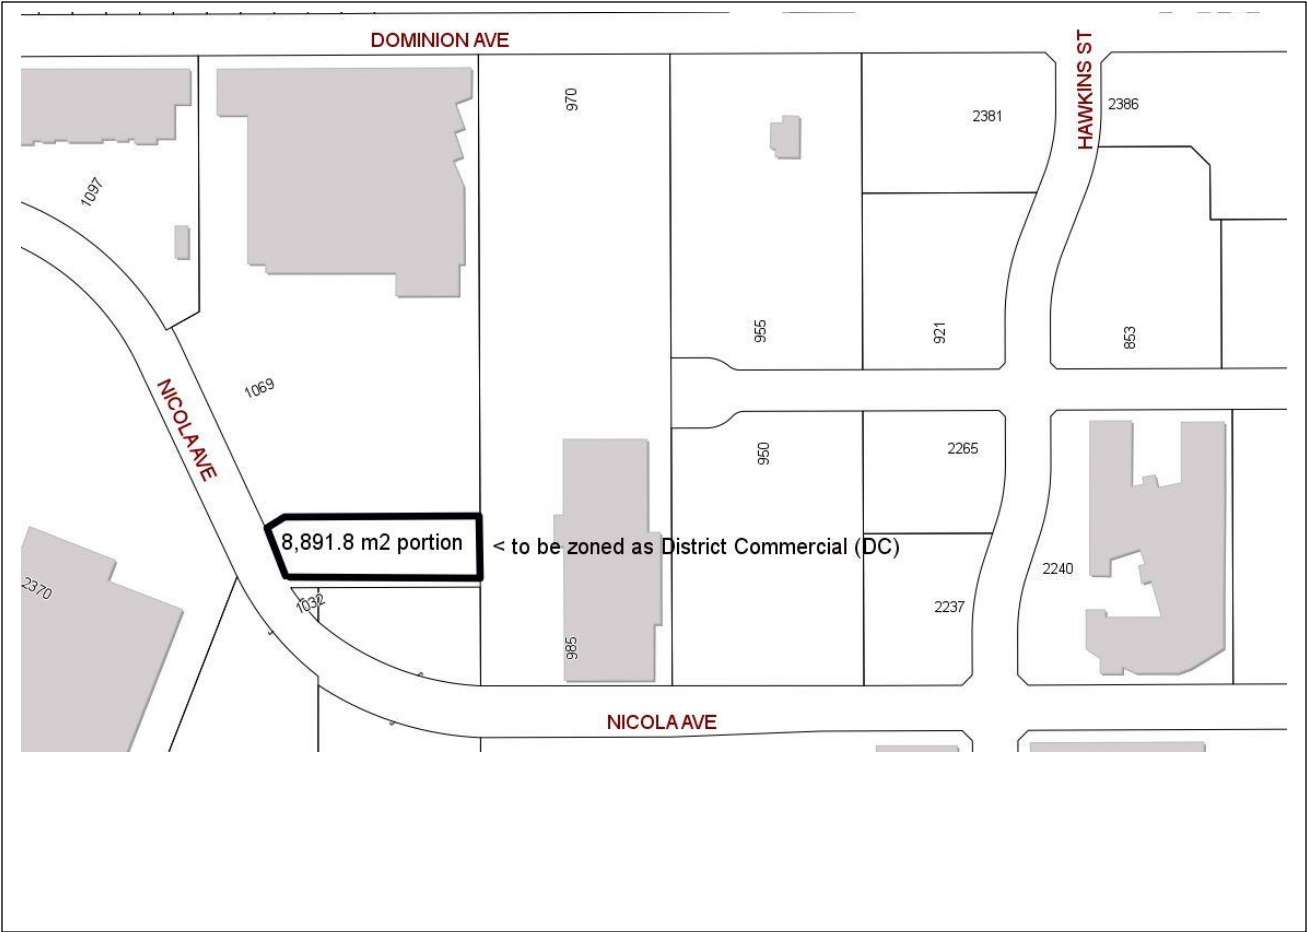 DOMINION AVE
HAWKINS ST
970
2381
2386
1097
955
921
853
1069
NICOLA AVE
950
2265
8,891.8 m2 portion
< to be zoned as District Commercial (DC)
2240
2370
1032
2237
985
NICOLA AVE